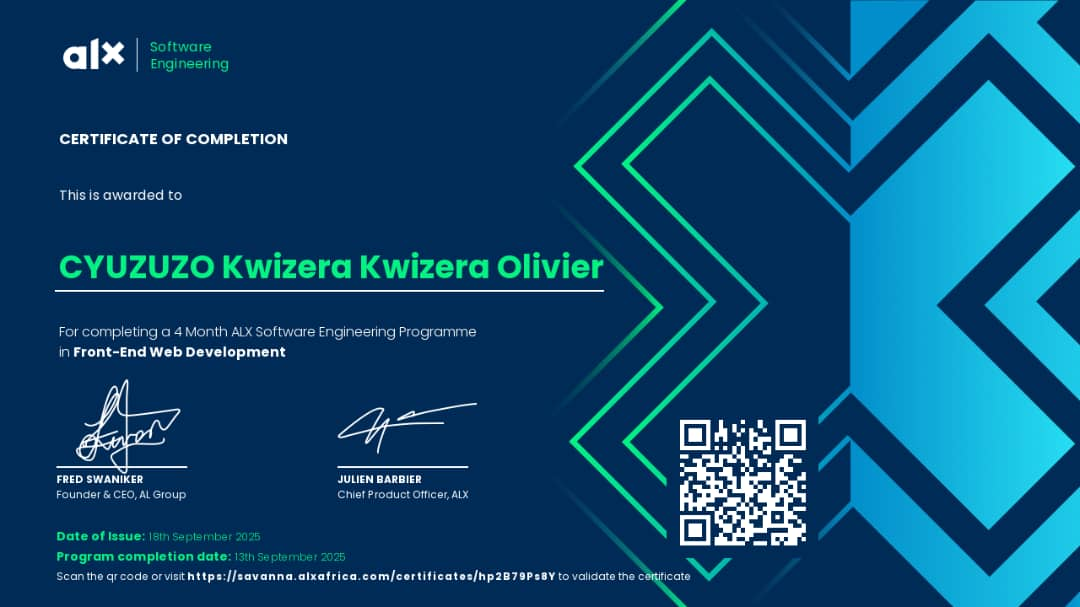 alx
Software
Engineering
CERTIFICATE OF COMPLETION
This is awarded to
CYUZUZO Kwizera Kwizera Olivier
For completing a 4 Month ALX Software Engineering Programme
in Front-End Web Development
FRED SWANIKER
Founder & CEO, AL Group
JULIEN BARBIER
Chief Product Officer, ALX
Date of Issue: 18th September 2025
Program completion date: 13th September 2025
Scan the qr code or visit https://savanna.alxafrica.com/certificates/hp2B79Ps8Y to validate the certificate